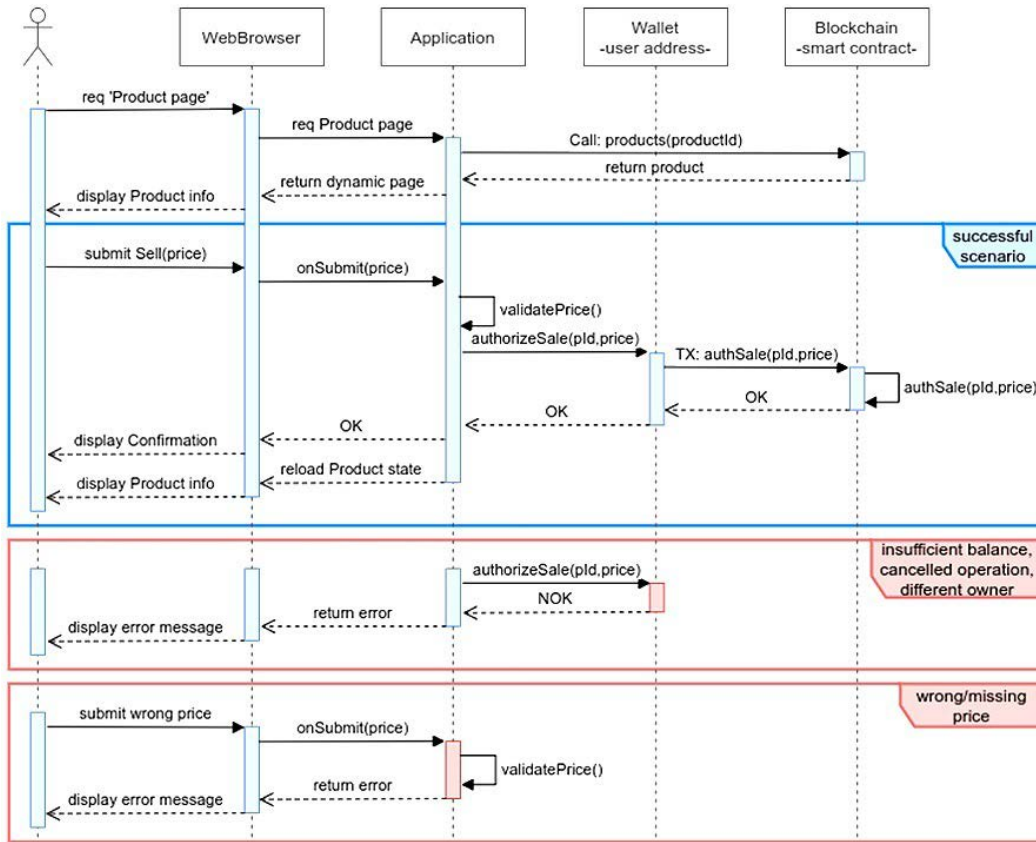 WebBrowser
Application
Wallet
-user address-
Blockchain
-smart contract-
req 'Product page'
req Product page
Call: products(productId)
return product
return dynamic page
display Product info
successful
scenario
submit Sell(price)
onSubmit(price)
validatePrice()
authorizeSale(pId,price)
TX: authSale(pId,price)
authSale(pId,price)
OK
OK
OK
display Confirmation
reload Product state
display Product info
insufficient balance,
cancelled operation,
different owner
authorizeSale(pId,price)
NOK
return error
display error message
wrong/missing
price
submit wrong price
onSubmit(price)
validatePrice()
return error
display error message